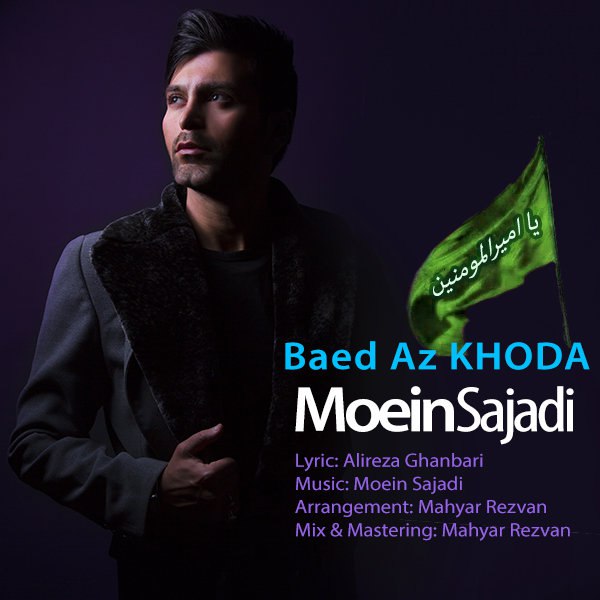 یا امیرالمومنین
Baed Az KHODA
MoeinSajadi
Lyric: Alireza Ghanbari
Music: Moein Sajadi
Arrangement: Mahyar Rezvan
Mix & Mastering: Mahyar Rezvan